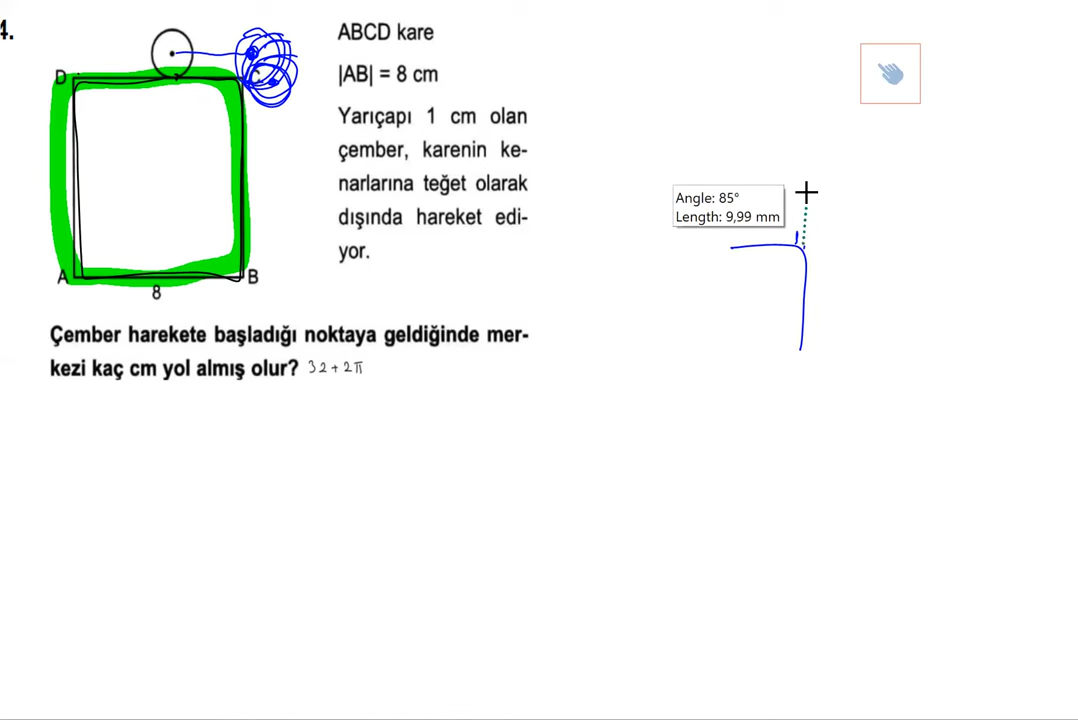 4.
ABCD kare
|AB| = 8 cm
Yarıçapı 1 cm olan
çember, karenin ke-
narlarına teğet olarak
dışında hareket edi-
yor.
D
C
A
B
8
Çember harekete başladığı noktaya geldiğinde mer-
kezi kaç cm yol almış olur? 32+2π
Angle: 85°
Length: 9,99 mm